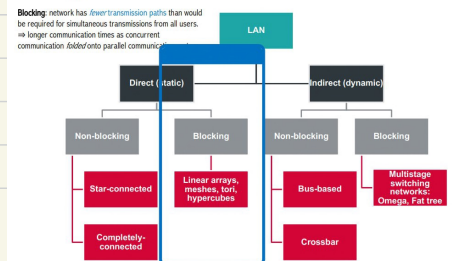 Blocking: network has fewer transmission paths than would
be required for simultaneous transmissions from all users.
⇒ longer communication times as concurrent
communication folded onto parallel communic
LAN
Direct (static)
Indirect (dynamic)
Non-blocking
Blocking
Non-blocking
Blocking
Star-connected
Linear arrays,
meshes, tori,
hypercubes
Bus-based
Multistage
switching
networks:
Omega, Fat tree
Completely-
connected
Crossbar